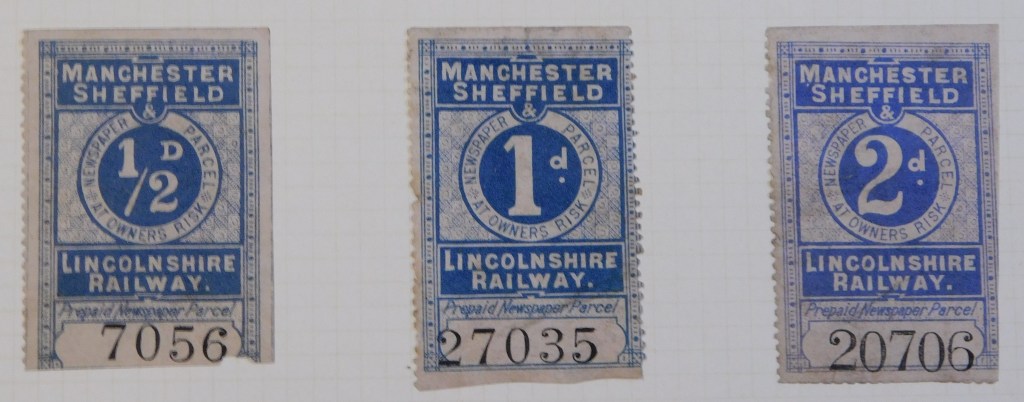 MANCHESTER
SHEFFIELD
&
NEWSPAPER PARCEL
1/2 D
AT OWNERS RISK
LINCOLNSHIRE
RAILWAY.
Prepaid Newspaper Parcel
7056
MANCHESTER
SHEFFIELD
&
NEWSPAPER PARCEL
1d.
AT OWNERS RISK
LINCOLNSHIRE
RAILWAY.
Prepaid Newspaper Parcel
27035
MANCHESTER
SHEFFIELD
&
NEWSPAPER PARCEL
2d.
AT OWNERS RISK
LINCOLNSHIRE
RAILWAY.
Prepaid Newspaper Parcel
20706